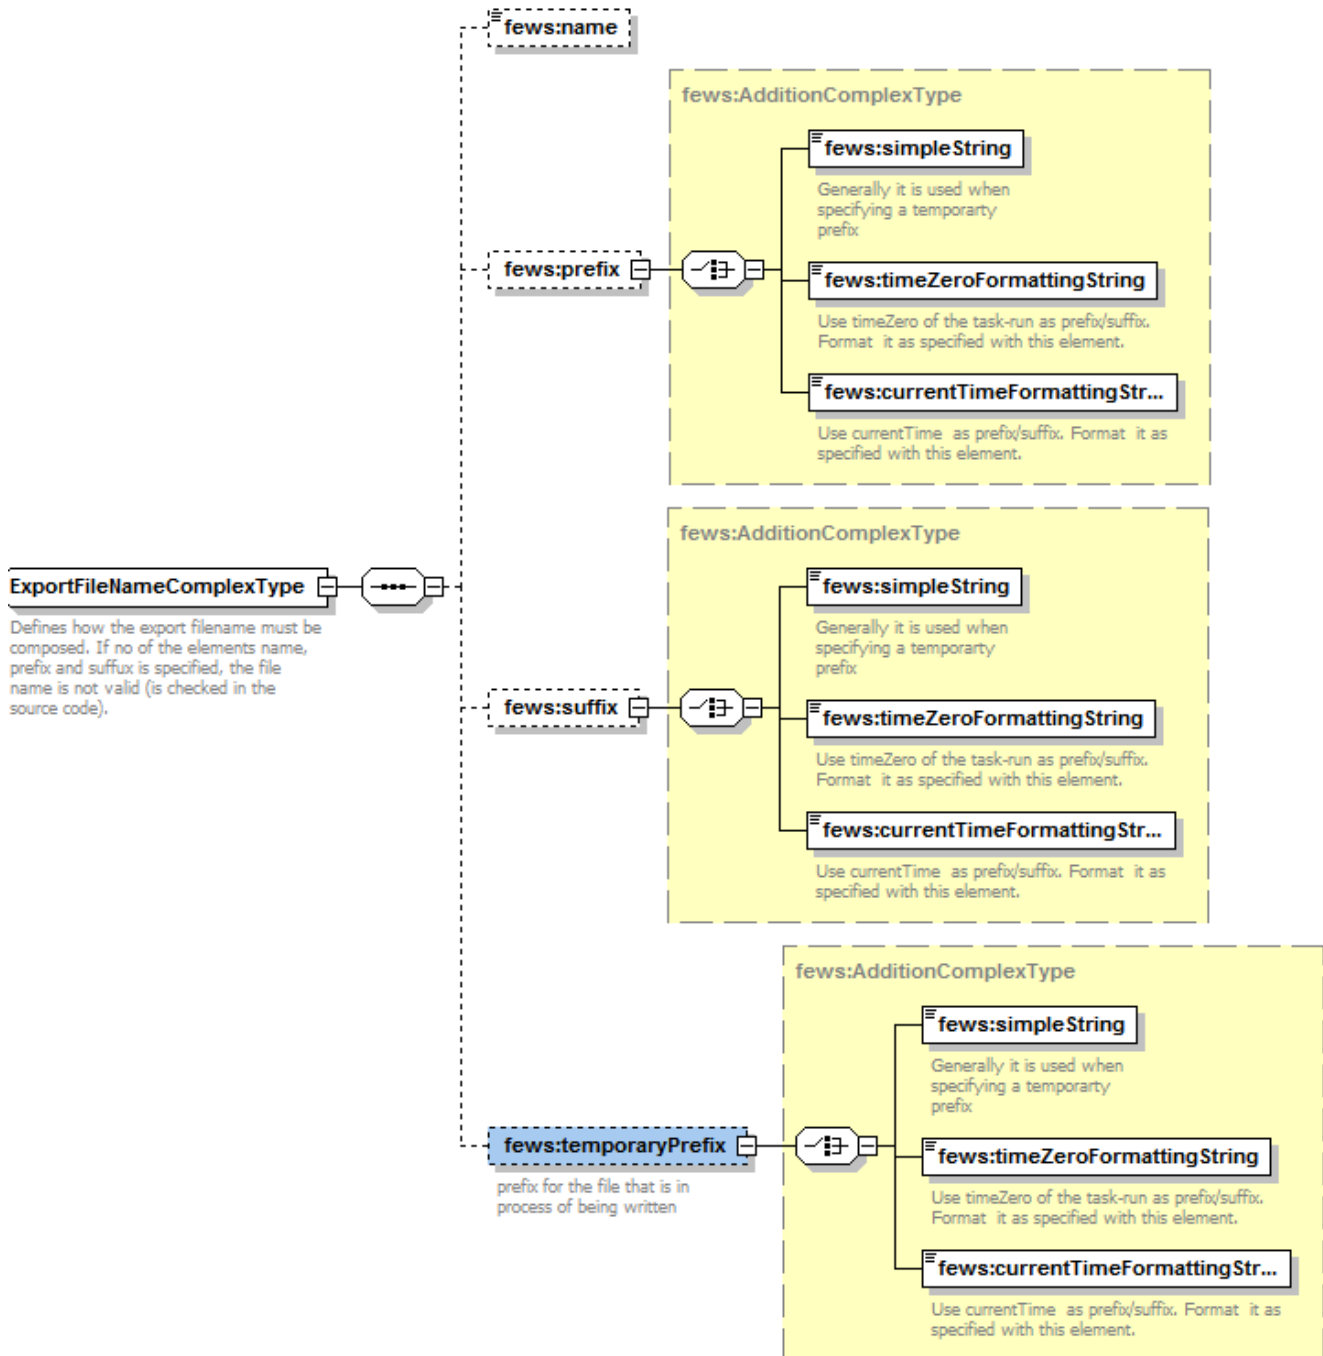 fews:name
fews:AdditionComplexType
fews:simpleString
Generally it is used when
specifying a temporarty
prefix
fews:prefix
fews:timeZeroFormattingString
Use timeZero of the task-run as prefix/suffix.
Format it as specified with this element.
fews:currentTimeFormattingStr...
Use currentTime as prefix/suffix. Format it as
specified with this element.
ExportFileNameComplexType
Defines how the export filename must be
composed. If no of the elements name,
prefix and suffux is specified, the file
name is not valid (is checked in the
source code).
fews:AdditionComplexType
fews:simpleString
Generally it is used when
specifying a temporarty
prefix
fews:suffix
fews:timeZeroFormattingString
Use timeZero of the task-run as prefix/suffix.
Format it as specified with this element.
fews:currentTimeFormattingStr...
Use currentTime as prefix/suffix. Format it as
specified with this element.
fews:AdditionComplexType
fews:simpleString
Generally it is used when
specifying a temporarty
prefix
fews:temporaryPrefix
prefix for the file that is in
process of being written
fews:timeZeroFormattingString
Use timeZero of the task-run as prefix/suffix.
Format it as specified with this element.
fews:currentTimeFormattingStr...
Use currentTime as prefix/suffix. Format it as
specified with this element.